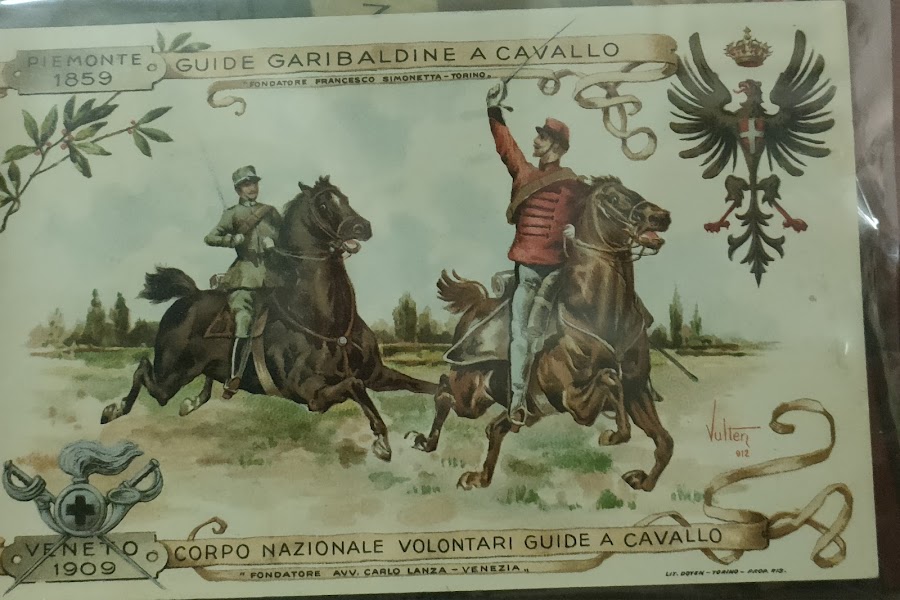 PIEMONTE
1859
GUIDE GARIBALDINE A CAVALLO
"FONDATORE FRANCESCO SIMONETTA - TORINO„
Vulten
912
VENETO
1909
CORPO NAZIONALE VOLONTARI GUIDE A CAVALLO
"FONDATORE AVV. CARLO LANZA - VENEZIA„
LIT. DOYEN - TORINO - PROP. RIS.